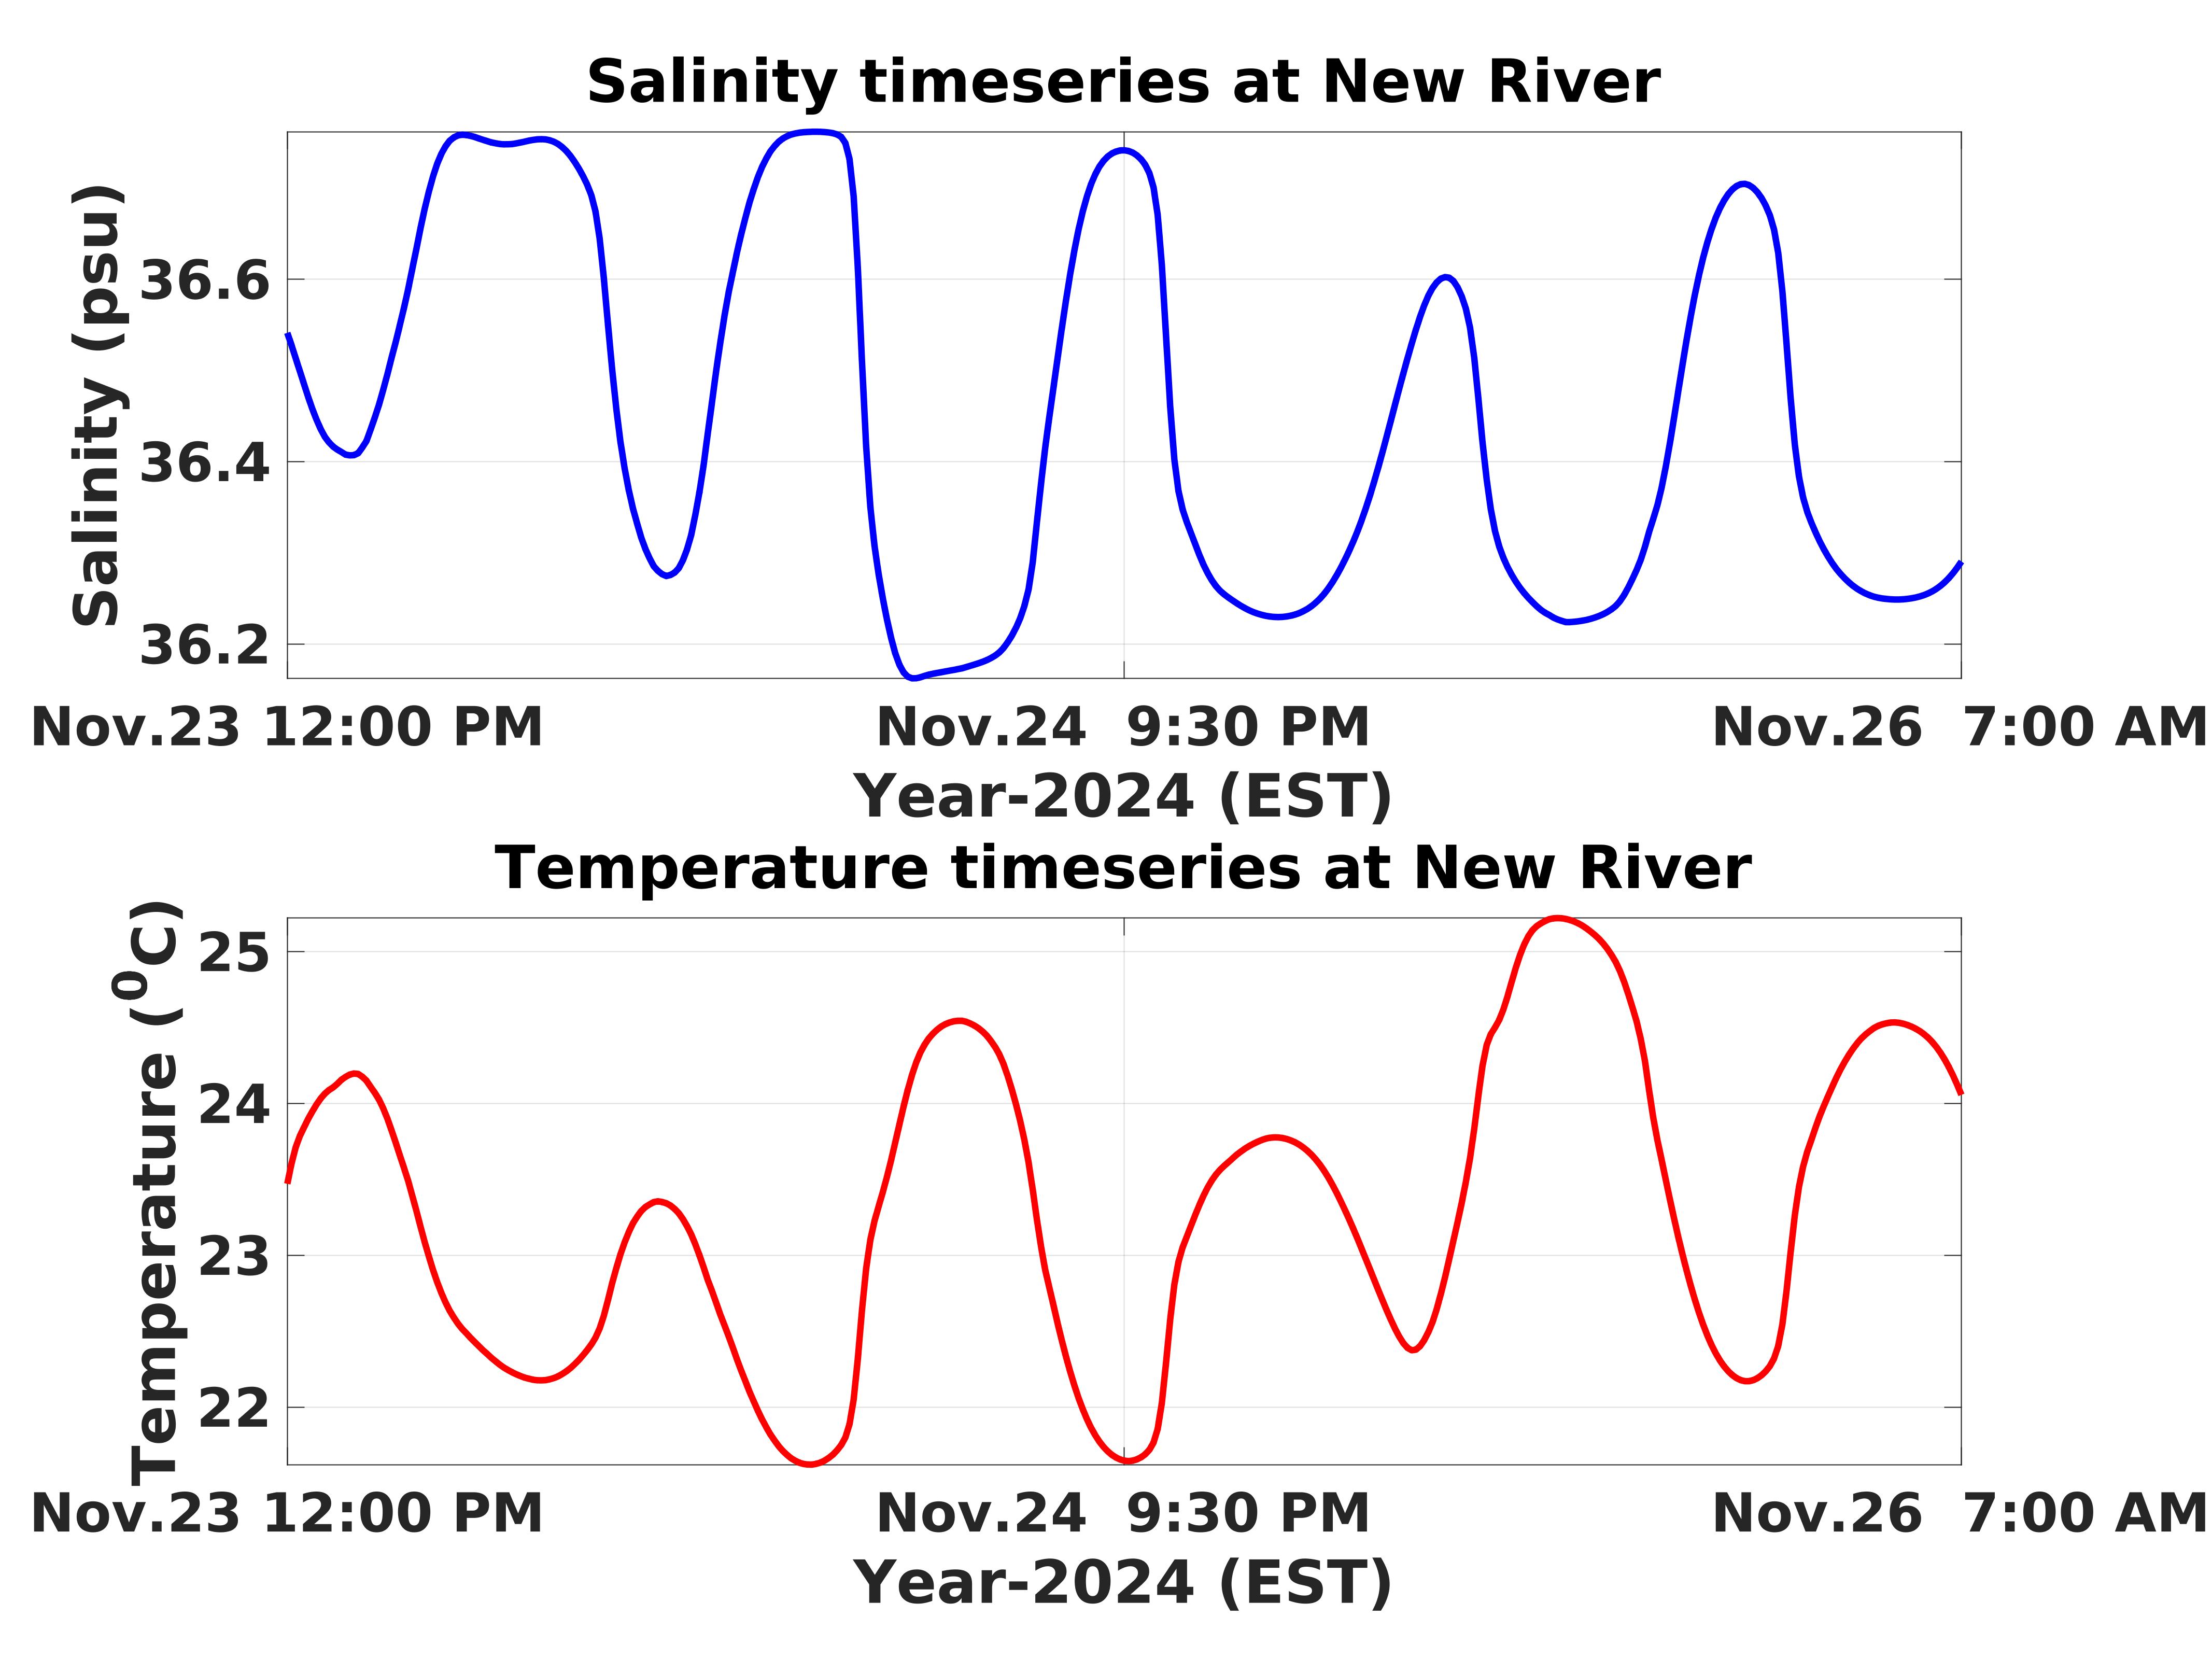 Salinity timeseries at New River
Salinity (psu)
36.6
36.4
36.2
Nov.23 12:00 PM
Nov.24  9:30 PM
Nov.26  7:00 AM
Year-2024 (EST)
Temperature timeseries at New River
Temperature (⁰C)
25
24
23
22
Nov.23 12:00 PM
Nov.24  9:30 PM
Nov.26  7:00 AM
Year-2024 (EST)